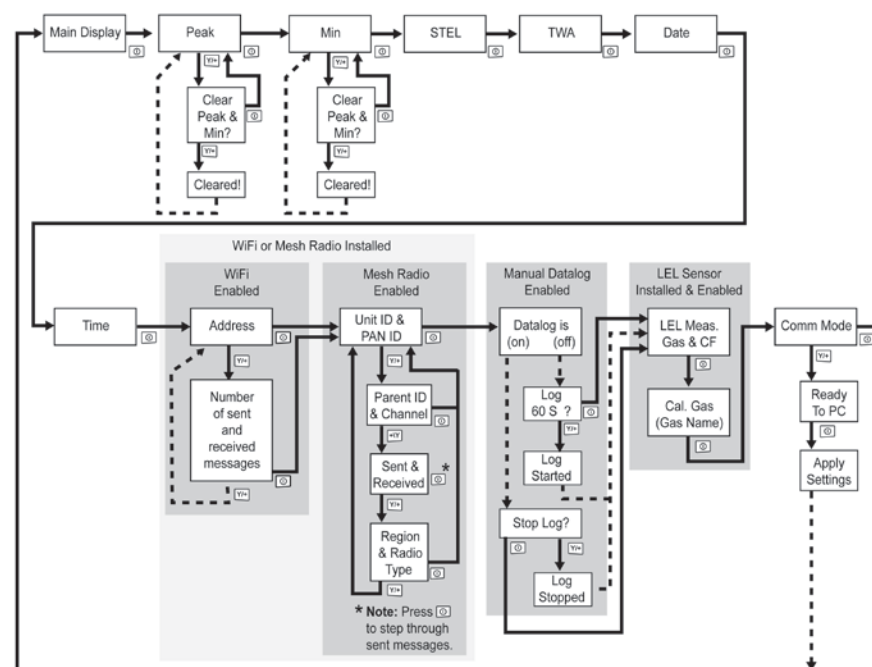 Main Display
Peak
Min
STEL
TWA
Date
Y/+
Y/+
Clear
Peak &
Min?
Clear
Peak &
Min?
Y/+
Y/+
Cleared!
Cleared!
WiFi or Mesh Radio Installed
WiFi
Enabled
Mesh Radio
Enabled
Manual Datalog
Enabled
LEL Sensor
Installed & Enabled
Time
Address
Unit ID &
PAN ID
Datalog is
(on) (off)
LEL Meas.
Gas & CF
Comm Mode
Y/+
Y/+
Y/+
Number
of sent
and
received
messages
Y/+
Parent ID
& Channel
+/Y
Sent &
Received
*
Y/+
Region
& Radio
Type
Y/+
* Note: Press
to step through
sent messages.
Log
60 S ?
Y/+
Log
Started
Stop Log?
Y/+
Log
Stopped
Cal. Gas
(Gas Name)
Ready
To PC
Apply
Settings